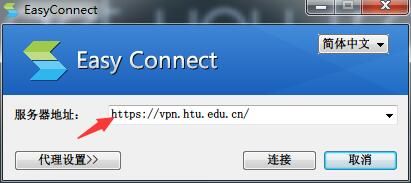 EasyConnect
简体中文
Easy Connect
服务器地址：
https://vpn.htu.edu.cn/
代理设置>>
连接
取消